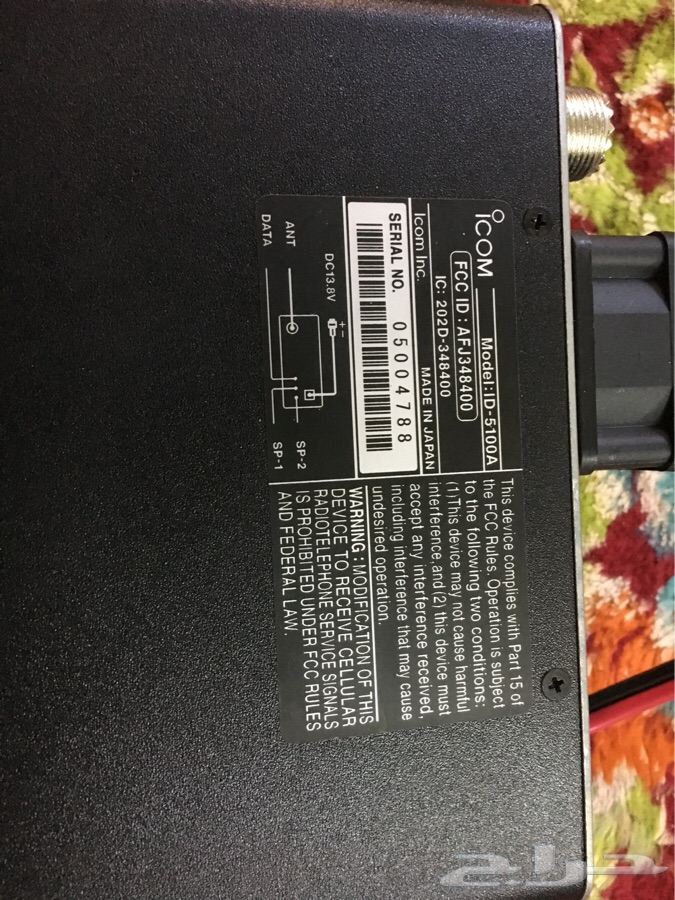 iCOM
Model:ID-5100A
FCC ID : AFJ348400
IC: 202D-348400
Icom Inc.
MADE IN JAPAN
SERIAL NO.
05004788
DC13.8V
+ −
ANT
DATA
SP-2
SP-1
This device complies with Part 15 of
the FCC Rules. Operation is subject
to the following two conditions:
(1)This device may not cause harmful
interference,and(2) this device must
accept any interference received,
including interference that may cause
undesired operation.
WARNING : MODIFICATION OF THIS
DEVICE TO RECEIVE CELLULAR
RADIOTELEPHONE SERVICE SIGNALS
IS PROHIBITED UNDER FCC RULES
AND FEDERAL LAW.
حراج